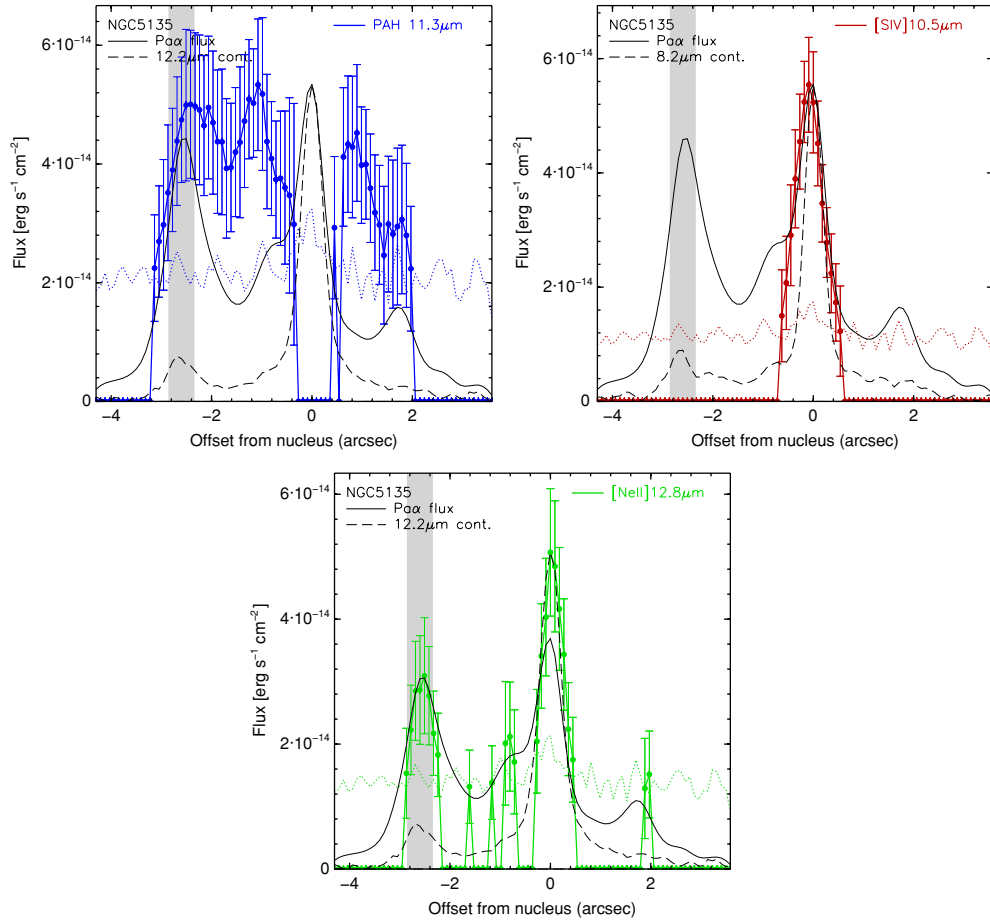 NGC5135
Paα flux
12.2μm cont.
PAH 11.3μm
6•10⁻¹⁴
4•10⁻¹⁴
2•10⁻¹⁴
0
Flux [erg s⁻¹ cm⁻²]
−4 −2 0 2
Offset from nucleus (arcsec)
NGC5135
Paα flux
8.2μm cont.
[SIV]10.5μm
6•10⁻¹⁴
4•10⁻¹⁴
2•10⁻¹⁴
0
Flux [erg s⁻¹ cm⁻²]
−4 −2 0 2
Offset from nucleus (arcsec)
NGC5135
Paα flux
12.2μm cont.
[NeII]12.8μm
6•10⁻¹⁴
4•10⁻¹⁴
2•10⁻¹⁴
0
Flux [erg s⁻¹ cm⁻²]
−4 −2 0 2
Offset from nucleus (arcsec)